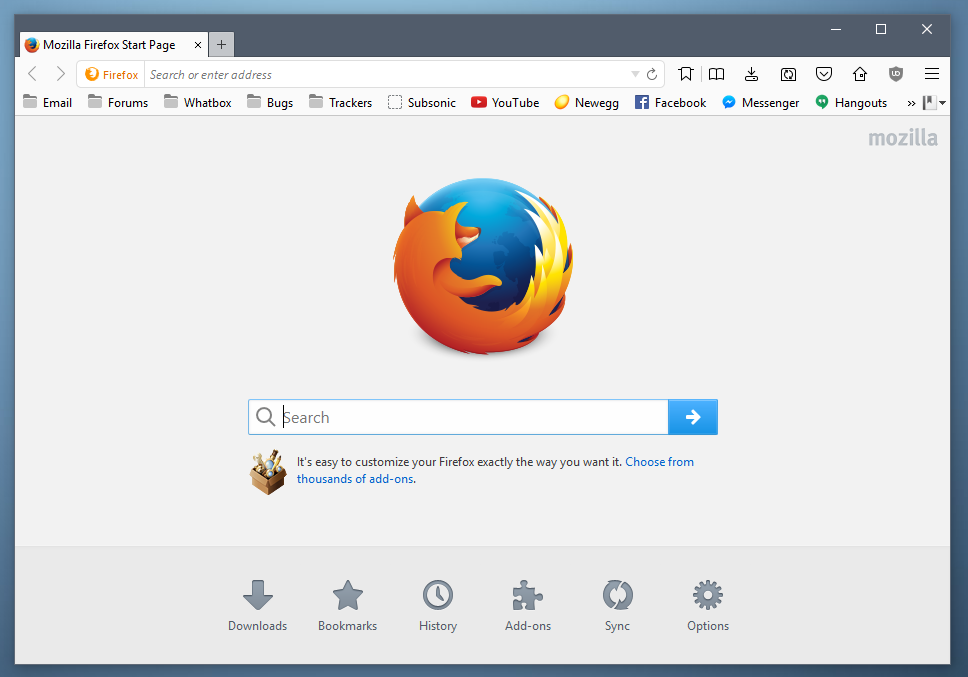 Mozilla Firefox Start Page
Firefox Search or enter address
Email Forums Whatbox Bugs Trackers Subsonic YouTube Newegg Facebook Messenger Hangouts
mozilla
Search
It's easy to customize your Firefox exactly the way you want it. Choose from
thousands of add-ons.
Downloads Bookmarks History Add-ons Sync Options